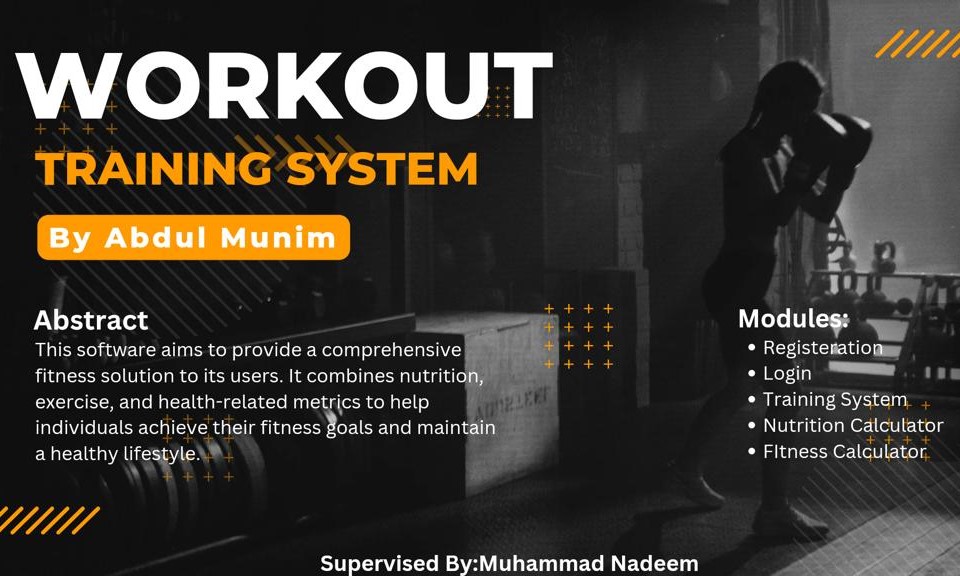 WORKOUT
TRAINING SYSTEM
By Abdul Munim
Abstract
This software aims to provide a comprehensive
fitness solution to its users. It combines nutrition,
exercise, and health-related metrics to help
individuals achieve their fitness goals and maintain
a healthy lifestyle.
Modules:
• Registeration
• Login
• Training System
• Nutrition Calculator
• FItness Calculator
Supervised By:Muhammad Nadeem